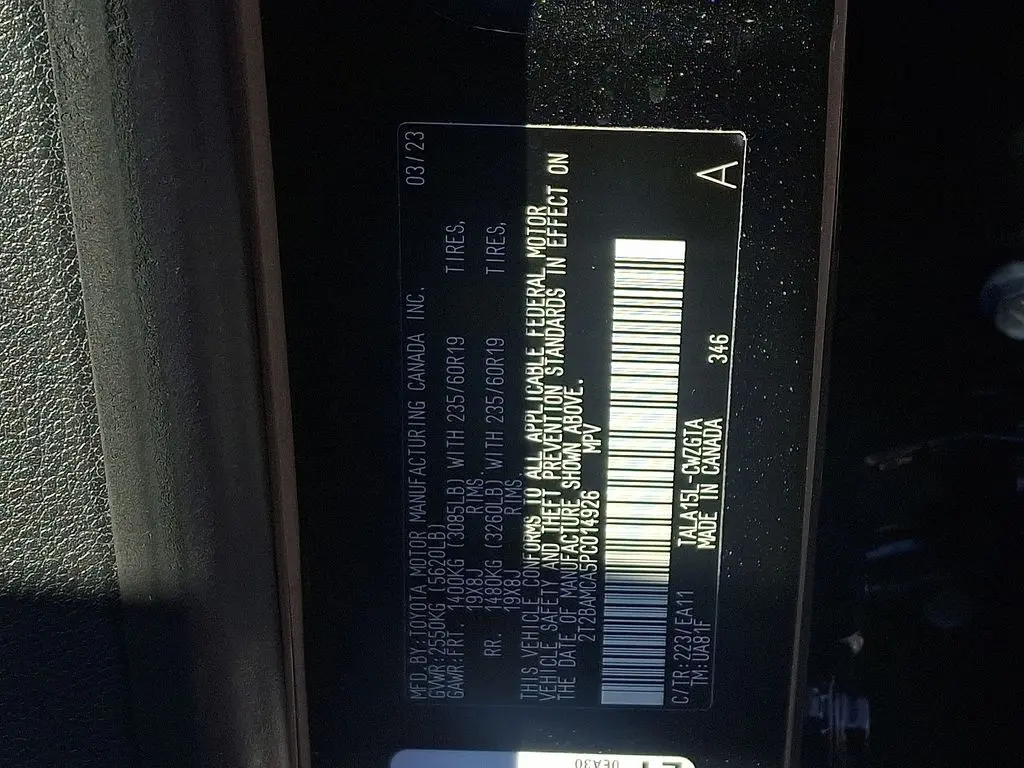 MFD BY:TOYOTA MOTOR MANUFACTURING CANADA INC. 03/23
GVWR:2550KG (5620LB)
GAWR:FRT. 1400KG (3085LB) WITH 235/60R19 TIRES,
19X8J RIMS
RR. 1480KG (3260LB) WITH 235/60R19 TIRES,
19X8J RIMS
THIS VEHICLE CONFORMS TO ALL APPLICABLE FEDERAL MOTOR
VEHICLE SAFETY AND THEFT PREVENTION STANDARDS IN EFFECT ON
THE DATE OF MANUFACTURE SHOWN ABOVE.
2T2BAMCA5PC014926 MPV
C/TR:223/EA11 TALA15L-CWZGTA A
TM:UA81F MADE IN CANADA 346
0EA30